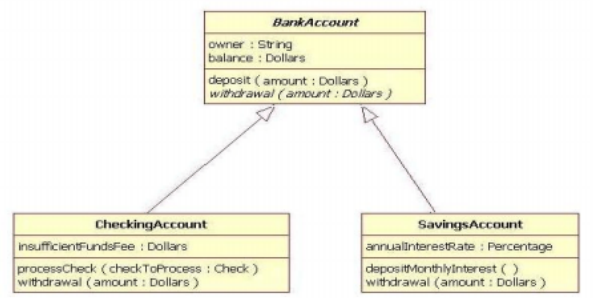 BankAccount
owner : String
balance : Dollars
deposit ( amount : Dollars )
withdrawal ( amount : Dollars )
CheckingAccount
insufficientFundsFee : Dollars
processCheck ( checkToProcess : Check )
withdrawal ( amount : Dollars )
SavingsAccount
annualInterestRate : Percentage
depositMonthlyInterest ( )
withdrawal ( amount : Dollars )